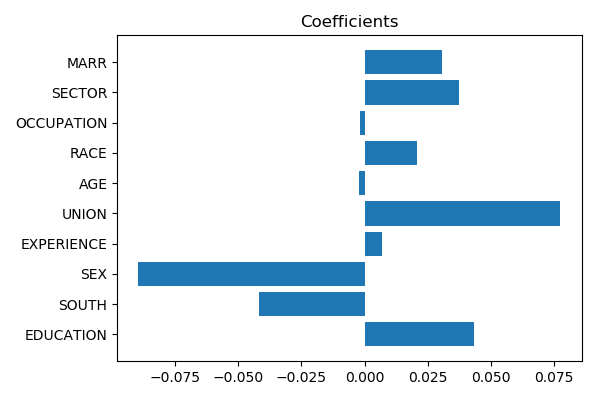 Coefficients
MARR
SECTOR
OCCUPATION
RACE
AGE
UNION
EXPERIENCE
SEX
SOUTH
EDUCATION
−0.075 −0.050 −0.025 0.000 0.025 0.050 0.075